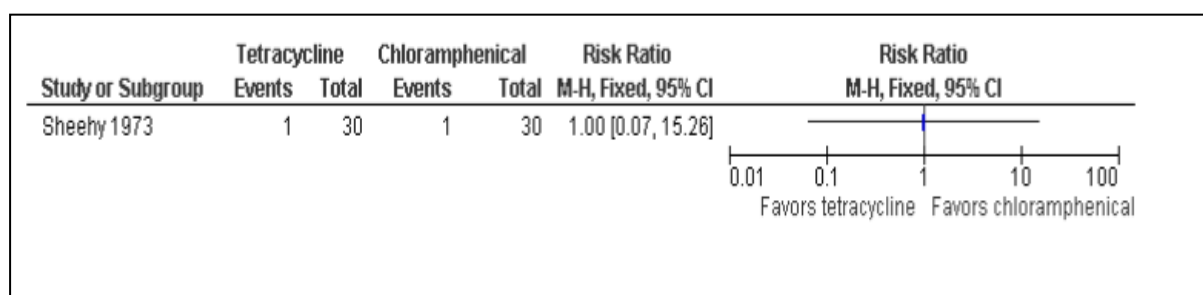 Tetracycline Chloramphenical Risk Ratio Risk Ratio
Study or Subgroup Events Total Events Total M-H, Fixed, 95% CI M-H, Fixed, 95% CI
Sheehy 1973 1 30 1 30 1.00 [0.07, 15.26]
0.01 0.1 1 10 100
Favors tetracycline Favors chloramphenical